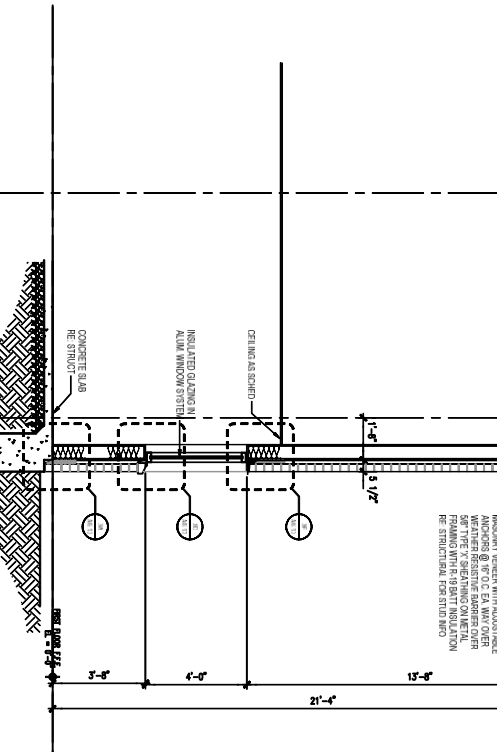 MASONRY VENEER WITH ADJUSTABLE
ANCHORS @ 16" O.C. EA. WAY OVER
WEATHER RESISTIVE BARRIER OVER
5/8" TYPE 'X' SHEATHING ON METAL
FRAMING WITH R-19 BATT INSULATION
RE: STRUCTURAL FOR STUD INFO
CEILING AS SCHED
INSULATED GLAZING IN
ALUM. WINDOW SYSTEM
CONCRETE SLAB
RE: STRUCT
1'-8"
5 1/2"
FIRST FLOOR F.F.E.
EL = 0'-0"
3'-8"
4'-0"
13'-8"
21'-4"